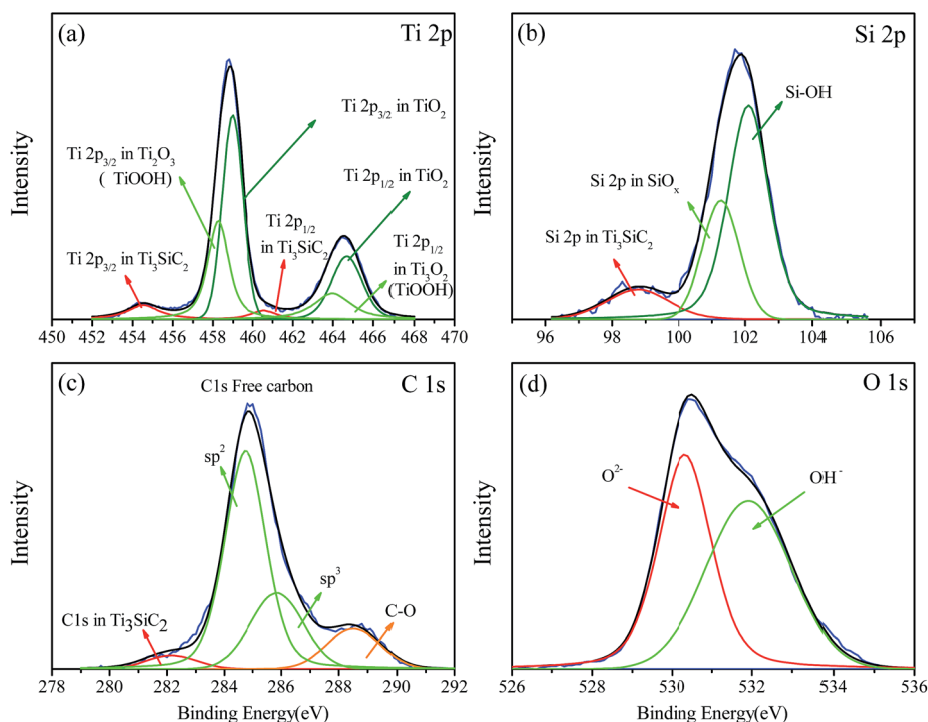 (a)
Ti 2p
Ti 2p3/2 in TiO2
Ti 2p3/2 in Ti2O3
( TiOOH)
Ti 2p1/2 in TiO2
Ti 2p1/2
in Ti3SiC2
Ti 2p1/2
in Ti3O2
(TiOOH)
Ti 2p3/2 in Ti3SiC2
Intensity
450 452 454 456 458 460 462 464 466 468 470
(b)
Si 2p
Si-OH
Si 2p in SiOx
Si 2p in Ti3SiC2
Intensity
96 98 100 102 104 106
(c)
C1s Free carbon
C 1s
sp2
sp3
C1s in Ti3SiC2
C-O
Intensity
278 280 282 284 286 288 290 292
Binding Energy(eV)
(d)
O 1s
O2-
OH-
Intensity
526 528 530 532 534 536
Binding Energy(eV)